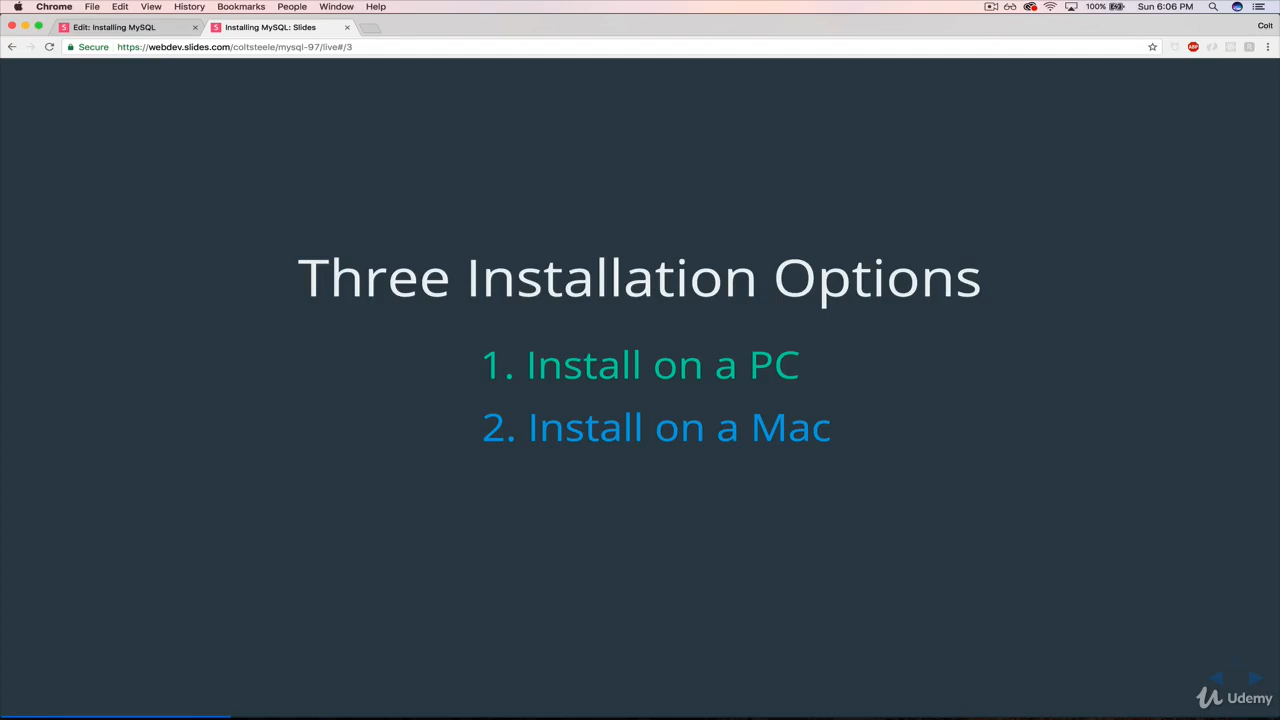 Chrome File Edit View History Bookmarks People Window Help 100% Sun 6:06 PM
Edit: Installing MySQL Installing MySQL: Slides Colt
Secure https://webdev.slides.com/coltsteele/mysql-97/live#/3 ABP
Three Installation Options
1. Install on a PC
2. Install on a Mac
Udemy